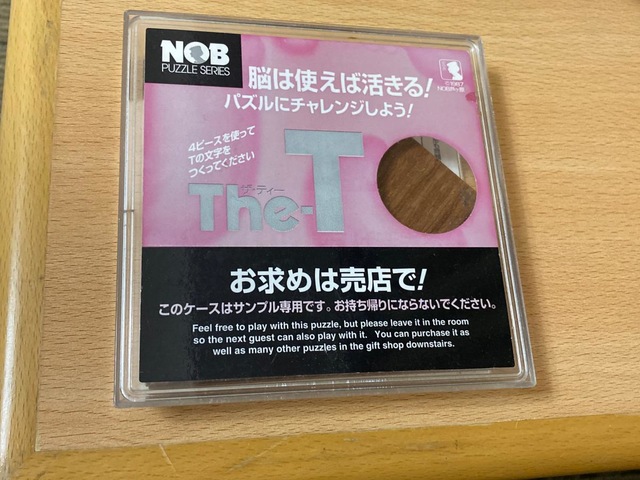 NOB
PUZZLE SERIES
脳は使えば活きる!
パズルにチャレンジしよう!
©1987
4ピースを使って
Tの文字を
つくってください
ザ・ティー
The-T
お求めは売店で!
このケースはサンプル専用です。お持ち帰りにならないでください。
Feel free to play with this puzzle, but please leave it in the room
so the next guest can also play with it. You can purchase it as
well as many other puzzles in the gift shop downstairs.